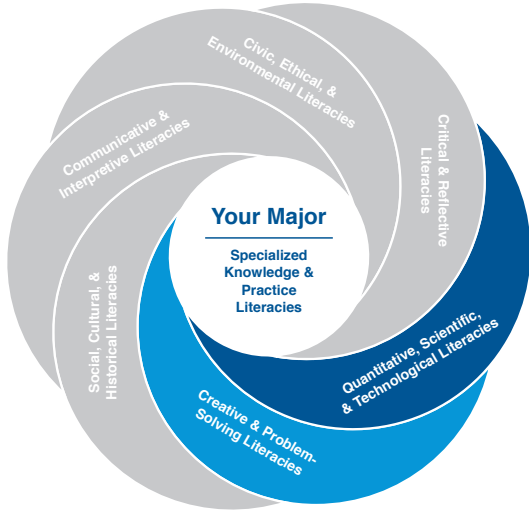 Civic, Ethical, &
Environmental Literacies
Critical & Reflective
Literacies
Quantitative, Scientific,
& Technological Literacies
Creative & Problem-
Solving Literacies
Social, Cultural, &
Historical Literacies
Communicative &
Interpretive Literacies
Your Major
Specialized
Knowledge &
Practice
Literacies